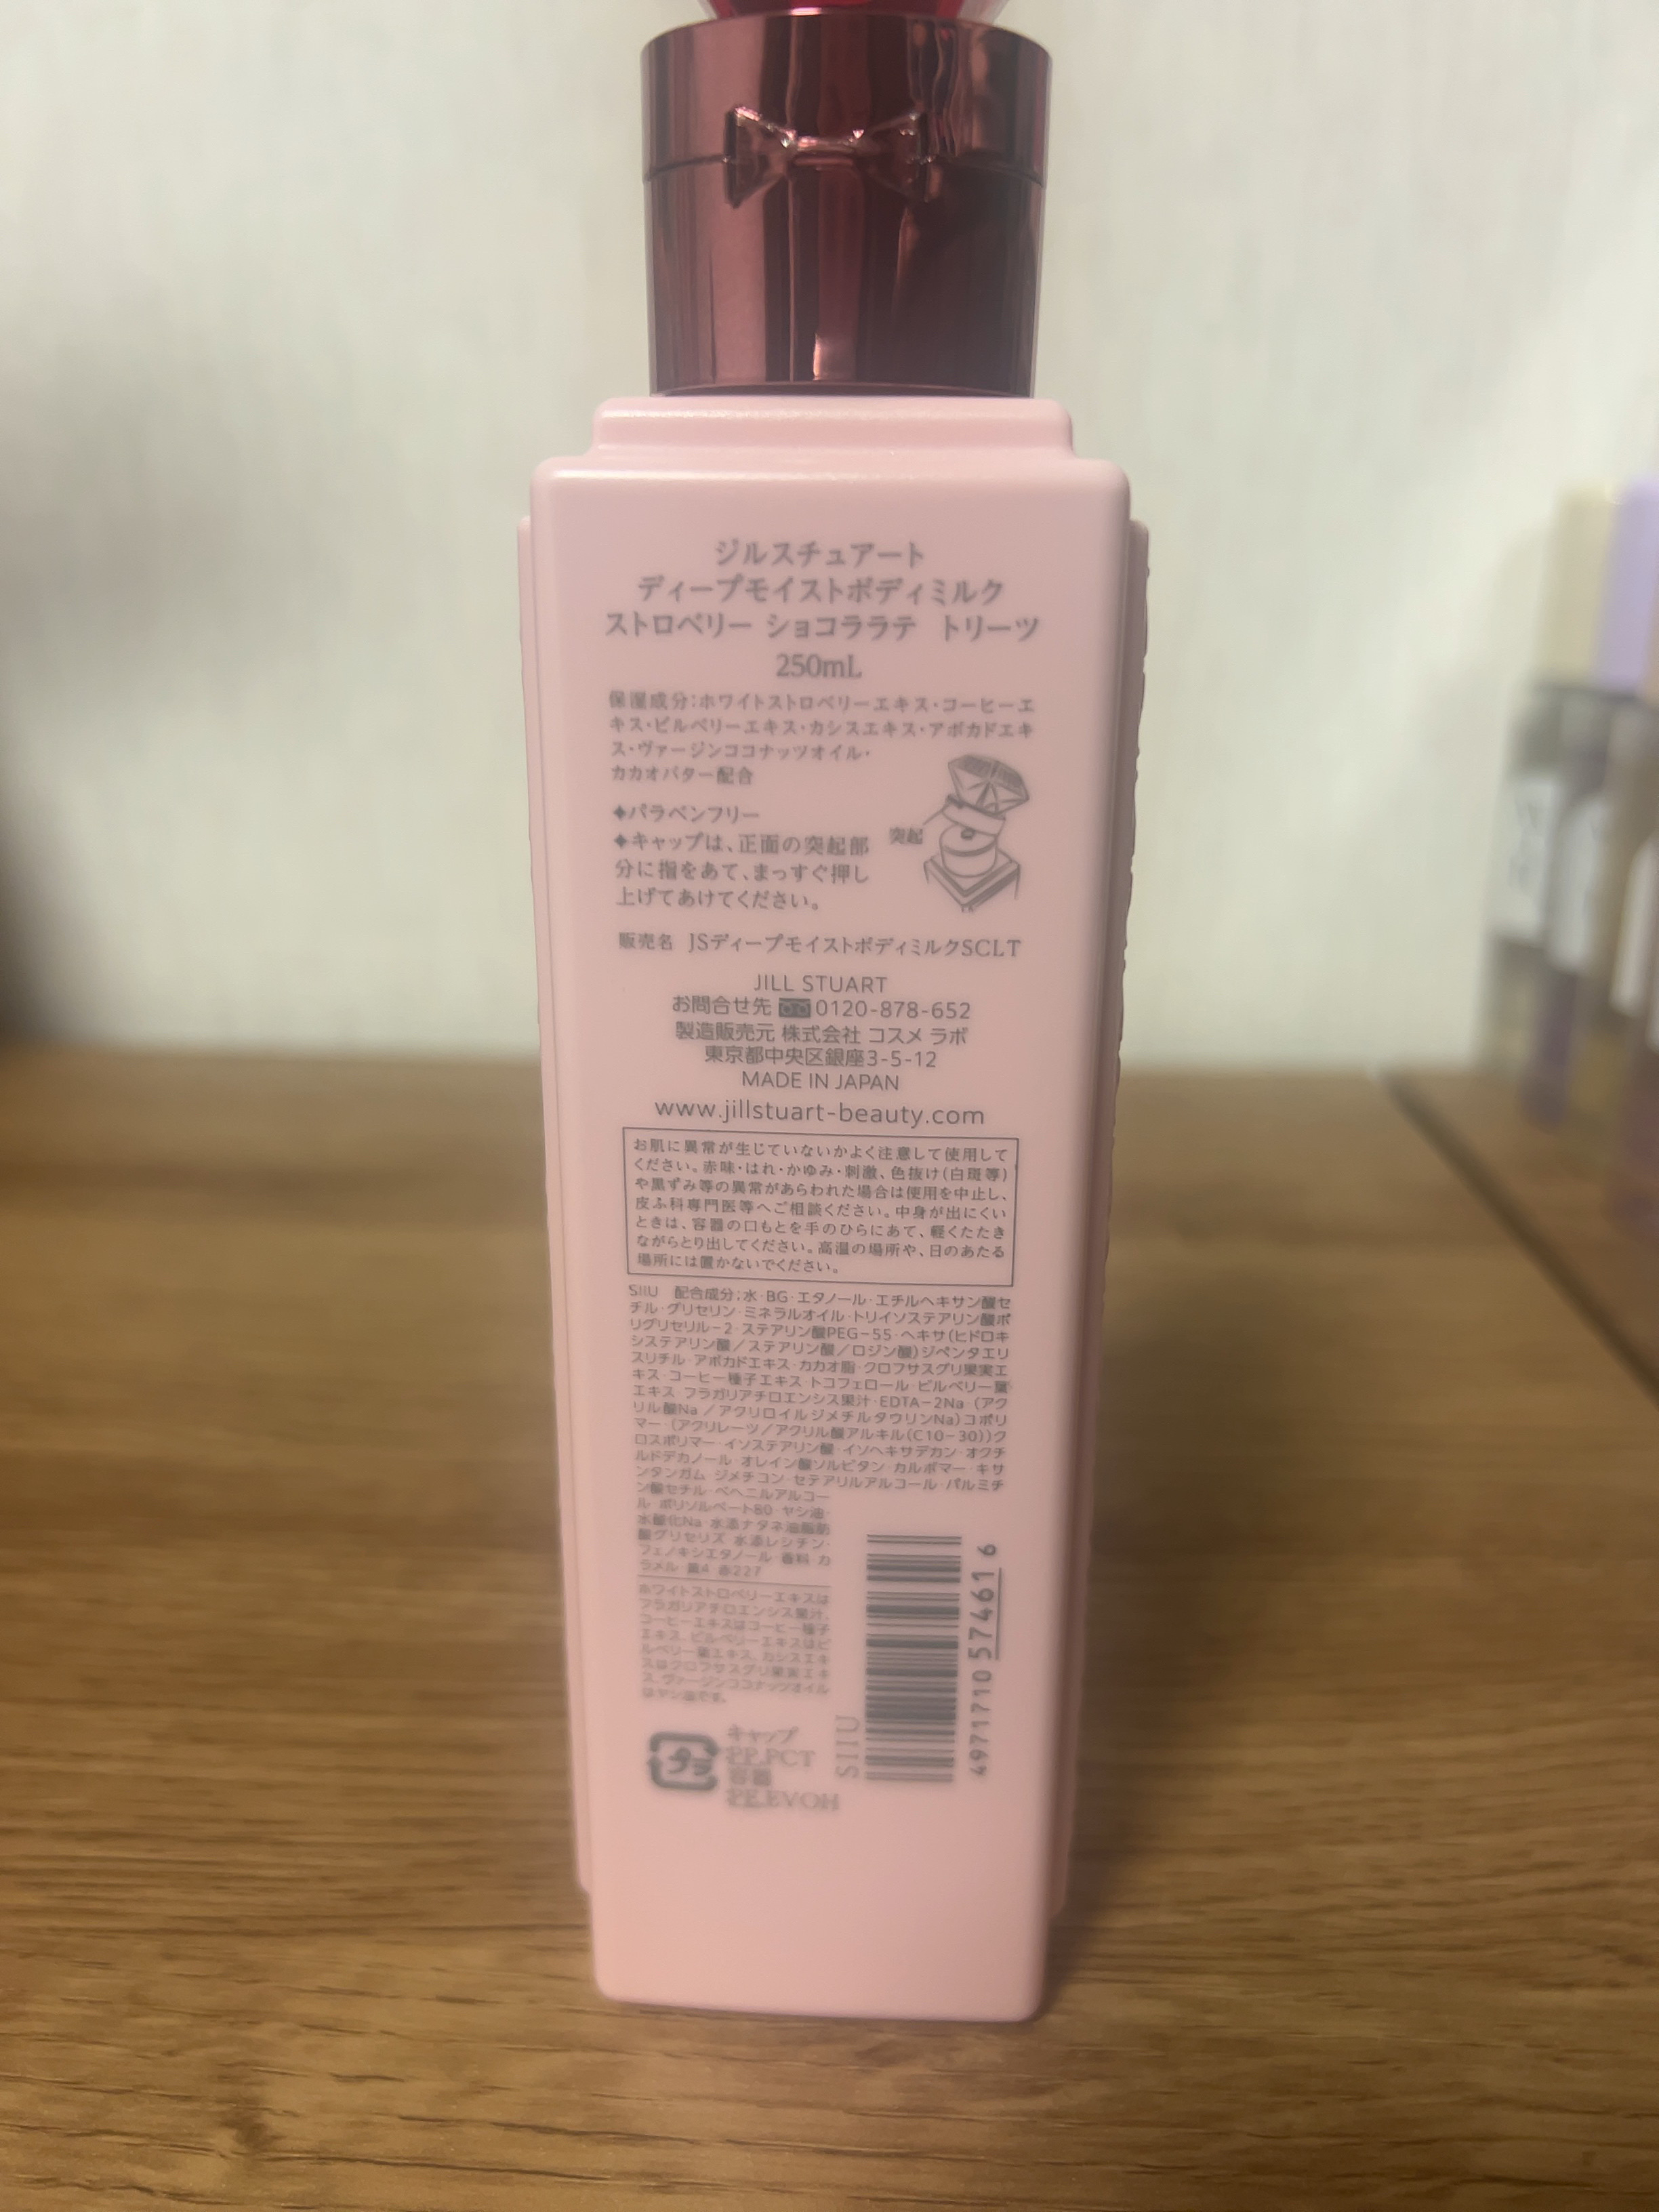 ジルスチュアート
ディープモイストボディミルク
ストロベリー ショコララテ トリーツ
250mL
保湿成分:ホワイトストロベリーエキス・コーヒーエ
キス・ビルベリーエキス・カシスエキス・アボカドエキ
ス・ヴァージンココナッツオイル・
カカオバター配合
✦パラベンフリー
✦キャップは、正面の突起部
分に指をあて、まっすぐ押し
上げてあけてください。
突起
販売名 JSディープモイストボディミルクSCLT
JILL STUART
お問合せ先 0120-878-652
製造販売元 株式会社 コスメ ラボ
東京都中央区銀座3-5-12
MADE IN JAPAN
www.jillstuart-beauty.com
お肌に異常が生じていないかよく注意して使用して
ください。赤味・はれ・かゆみ・刺激、色抜け(白斑等)
や黒ずみ等の異常があらわれた場合は使用を中止し、
皮ふ科専門医等へご相談ください。中身が出にくい
ときは、容器の口もとを手のひらにあて、軽くたたき
ながらとり出してください。高温の場所や、日のあたる
場所には置かないでください。
SIIU 配合成分:水・BG・エタノール・エチルヘキサン酸セ
チル・グリセリン・ミネラルオイル・トリイソステアリン酸ポ
リグリセリル-2・ステアリン酸PEG-55・ヘキサ(ヒドロキ
システアリン酸/ステアリン酸/ロジン酸)ジペンタエリ
スリチル・アボカドエキス・カカオ脂・クロフサスグリ果実エ
キス・コーヒー種子エキス・トコフェロール・ビルベリー葉
エキス・フラガリアチロエンシス果汁・EDTA-2Na・(アク
リル酸Na/アクリロイルジメチルタウリンNa)コポリ
マー・(アクリレーツ/アクリル酸アルキル(C10-30))ク
ロスポリマー・イソステアリン酸・イソヘキサデカン・オクチ
ルドデカノール・オレイン酸ソルビタン・カルボマー・キサ
ンタンガム・ジメチコン・セテアリルアルコール・パルミチ
ン酸セチル・ベヘニルアルコー
ル・ポリソルベート80・ヤシ油・
水酸化Na・水添ナタネ油脂肪
酸グリセリズ・水添レシチン・
フェノキシエタノール・香料・カ
ラメル・黄4・赤227
ホワイトストロベリーエキスは
フラガリアチロエンシス果汁、
コーヒーエキスはコーヒー種子
エキス、ビルベリーエキスはビ
ルベリー葉エキス、カシスエキ
スはクロフサスグリ果実エキ
ス、ヴァージンココナッツオイル
はヤシ油です。
プラ
キャップ
PP,PCT
容器
PE,EVOH
SIIU
4971710 574616